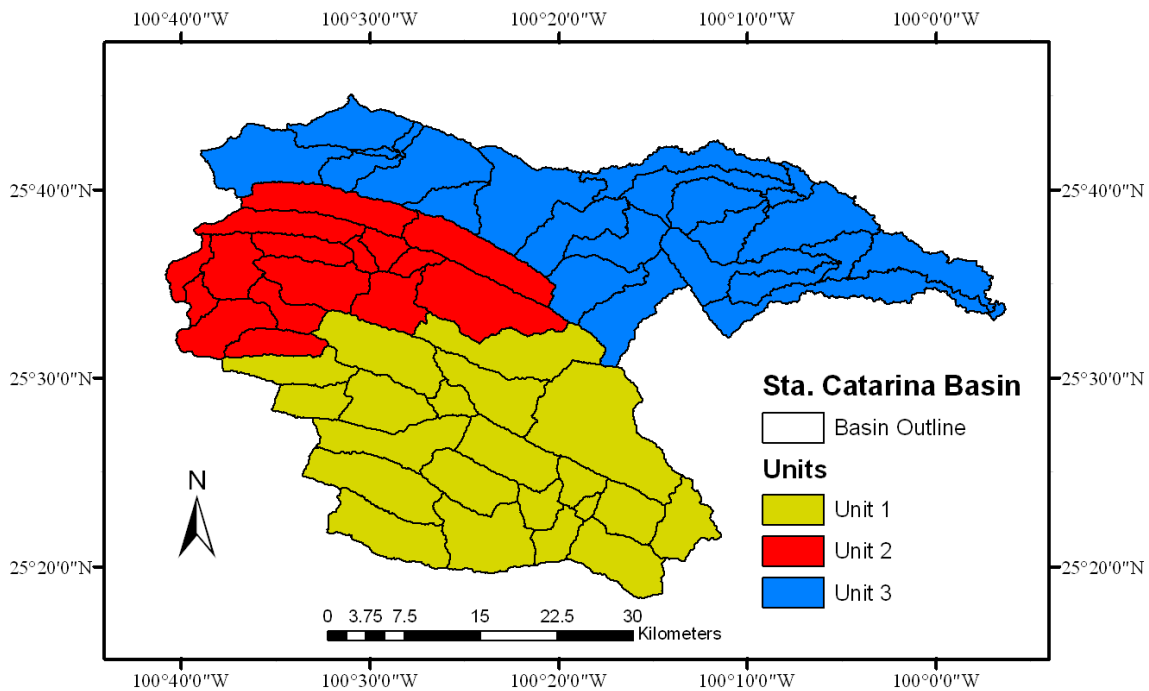 100°40'0"W 100°30'0"W 100°20'0"W 100°10'0"W 100°0'0"W
25°40'0"N 25°40'0"N
25°30'0"N 25°30'0"N
Sta. Catarina Basin
Basin Outline
Units
N
Unit 1
Unit 2
25°20'0"N 25°20'0"N
Unit 3
0 3.75 7.5 15 22.5 30
Kilometers
100°40'0"W 100°30'0"W 100°20'0"W 100°10'0"W 100°0'0"W